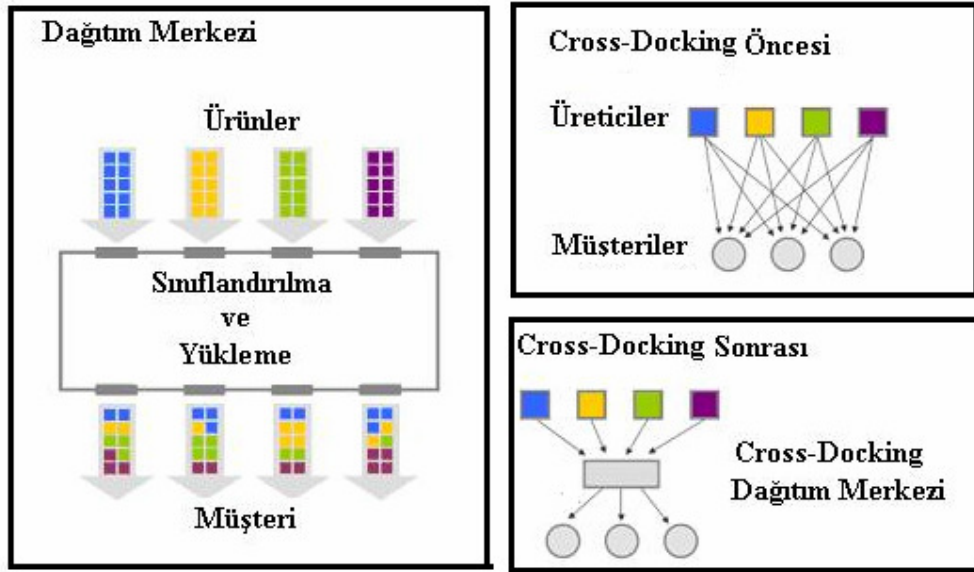 Dağıtım Merkezi
Ürünler
Sınıflandırılma
ve
Yükleme
Müşteri
Cross-Docking Öncesi
Üreticiler
Müşteriler
Cross-Docking Sonrası
Cross-Docking
Dağıtım Merkezi